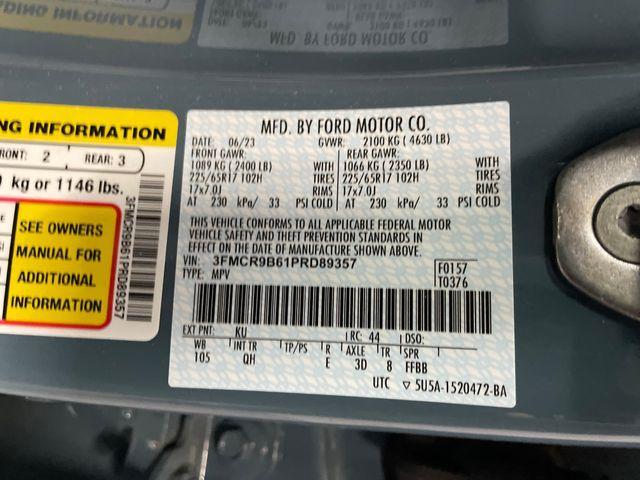 NG INFORMATION
RONT: 2 REAR: 3
kg or 1146 lbs.
SEE OWNERS
MANUAL FOR
ADDITIONAL
INFORMATION
3FMCR9B61PRD89357
MFD. BY FORD MOTOR CO.
DATE: 06/23 GVWR: 2100 KG ( 4630 LB)
FRONT GAWR: REAR GAWR:
1089 KG ( 2400 LB) WITH 1066 KG ( 2350 LB) WITH
225/65R17 102H TIRES 225/65R17 102H TIRES
17x7.0J RIMS 17x7.0J RIMS
AT 230 kPa/ 33 PSI COLD AT 230 kPa/ 33 PSI COLD
THIS VEHICLE CONFORMS TO ALL APPLICABLE FEDERAL MOTOR
VEHICLE SAFETY AND THEFT PREVENTION STANDARDS IN
EFFECT ON THE DATE OF MANUFACTURE SHOWN ABOVE.
VIN: 3FMCR9B61PRD89357 F0157
TYPE: MPV T0376
EXT PNT: KU RC: 44 DSO:
WB INT TR TP/PS R AXLE TR SPR
105 QH E 3D 8 FFBB
UTC ▽ 5U5A-1520472-BA